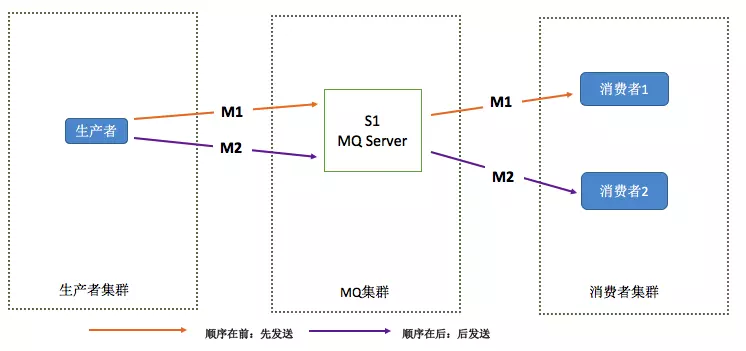 生产者
M1
M2
S1
MQ Server
M1
M2
消费者1
消费者2
生产者集群
MQ集群
消费者集群
顺序在前：先发送
顺序在后：后发送